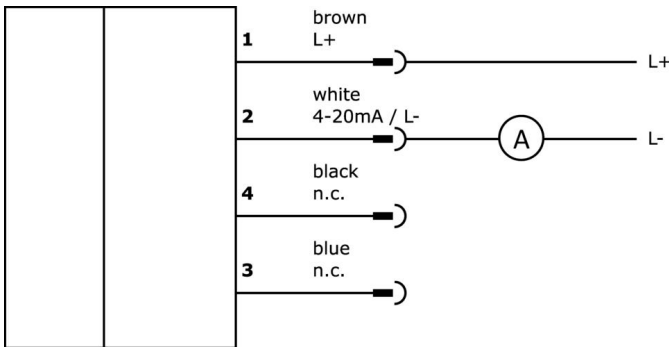 brown
1 L+ L+
white
2 4-20mA / L- A L-
black
4 n.c.
blue
3 n.c.